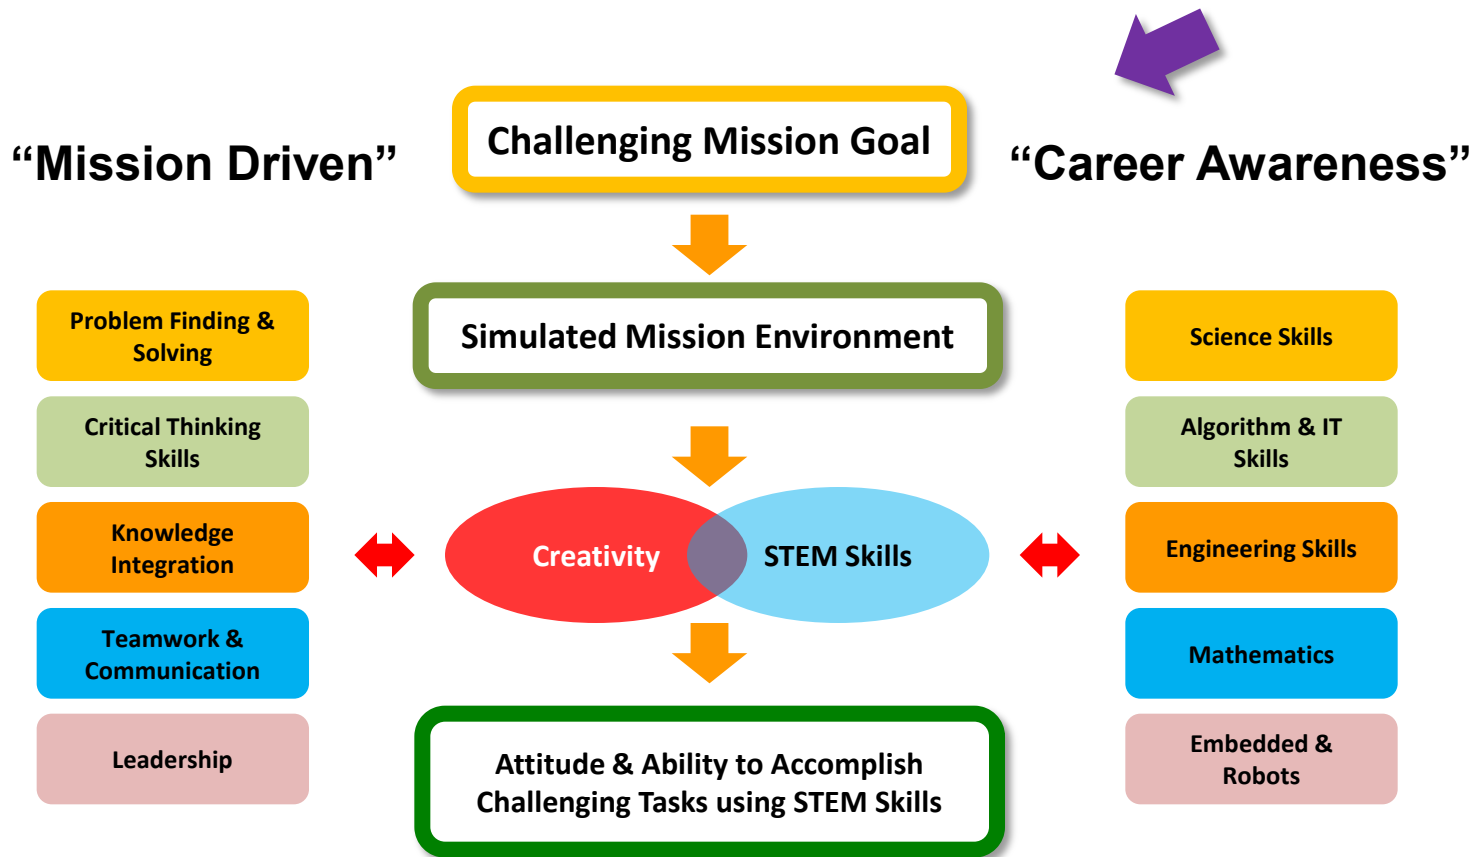 Challenging Mission Goal
“Mission Driven”
“Career Awareness”
Simulated Mission Environment
Problem Finding &
Solving
Critical Thinking
Skills
Knowledge
Integration
Teamwork &
Communication
Leadership
Creativity
STEM Skills
Science Skills
Algorithm & IT
Skills
Engineering Skills
Mathematics
Embedded &
Robots
Attitude & Ability to Accomplish
Challenging Tasks using STEM Skills